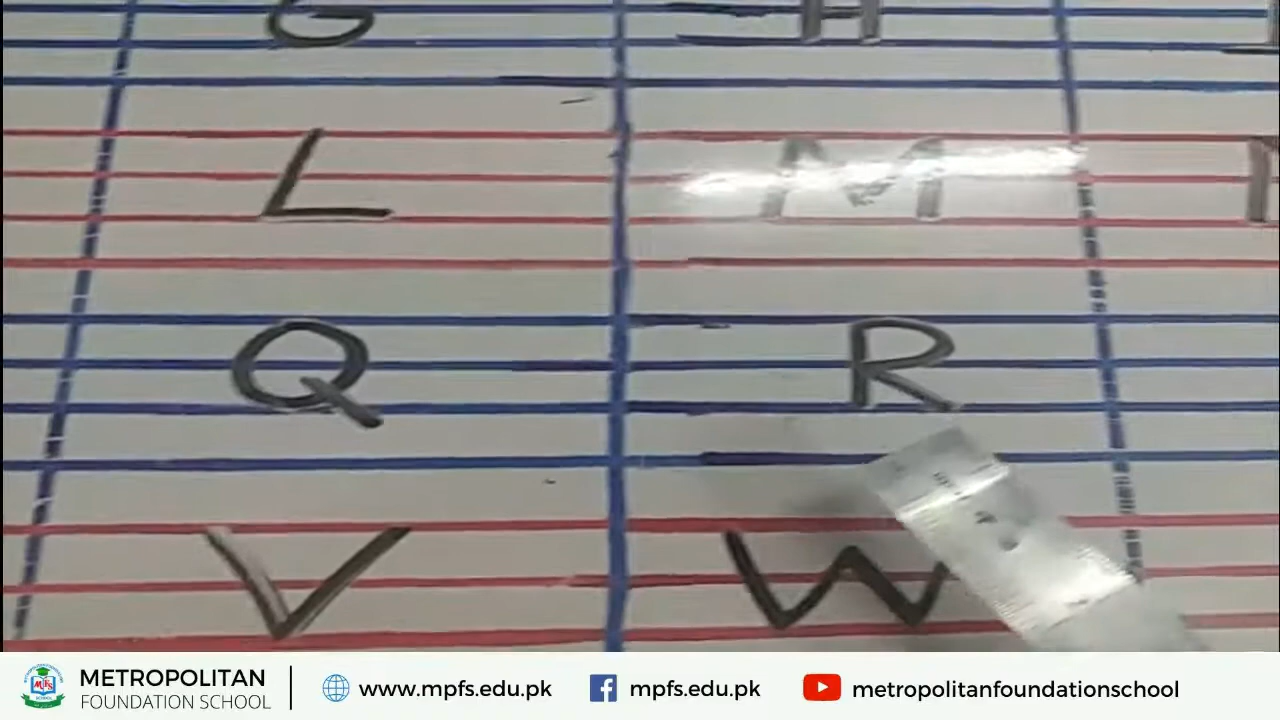 G H
L M
Q R
V W
METROPOLITAN
FOUNDATION SCHOOL
www.mpfs.edu.pk
mpfs.edu.pk
metropolitanfoundationschool